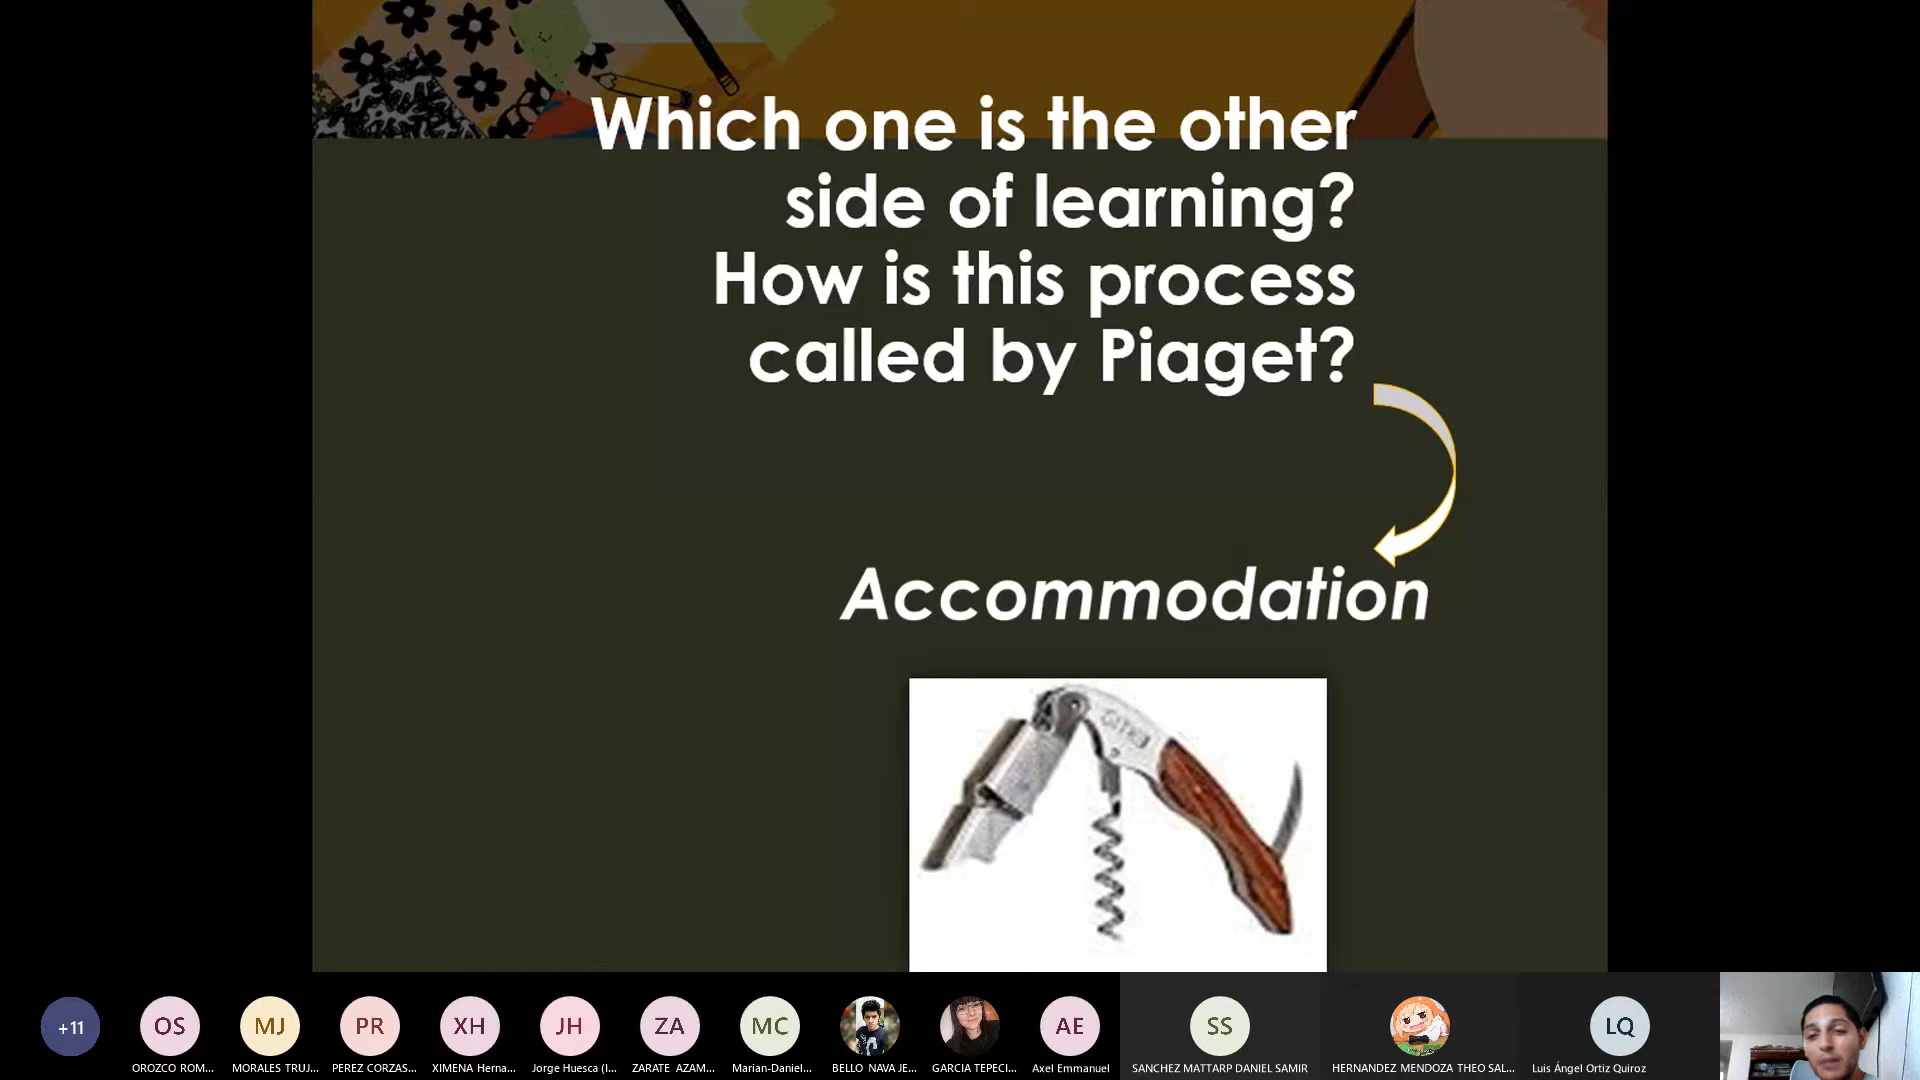 Which one is the other
side of learning?
How is this process
called by Piaget?
Accommodation
+11
OS
MJ
PR
XH
JH
ZA
MC
AE
SS
LQ
OROZCO ROM...
MORALES TRUJ...
PEREZ CORZAS...
XIMENA Herna...
Jorge Huesca (I...
ZARATE AZAM...
Marian-Daniel...
BELLO NAVA JE...
GARCIA TEPECI...
Axel Emmanuel
SANCHEZ MATTARP DANIEL SAMIR
HERNANDEZ MENDOZA THEO SAL...
Luis Ángel Ortiz Quiroz